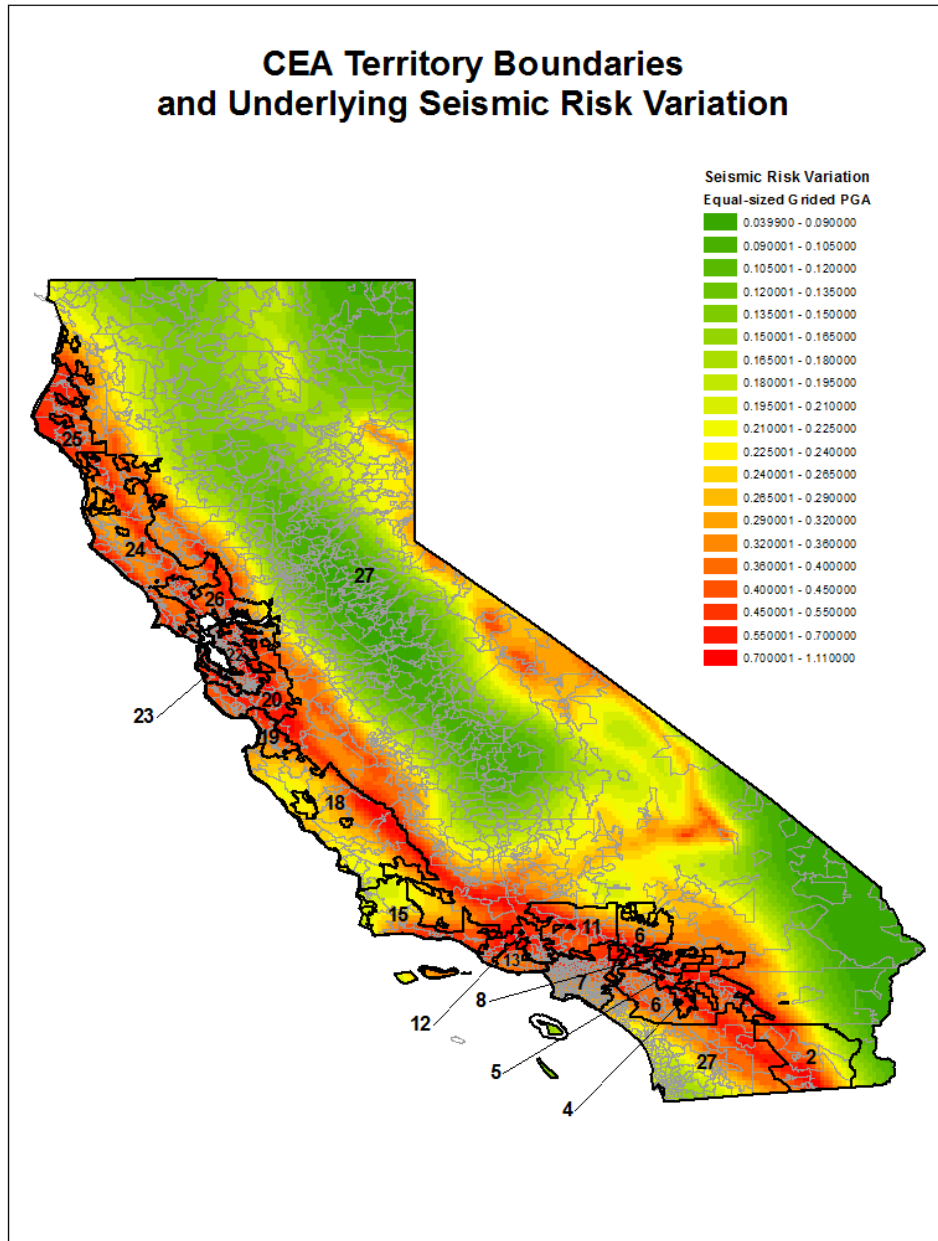 CEA Territory Boundaries
and Underlying Seismic Risk Variation
Seismic Risk Variation
Equal-sized Grided PGA
0.039900 - 0.090000
0.090001 - 0.105000
0.105001 - 0.120000
0.120001 - 0.135000
0.135001 - 0.150000
0.150001 - 0.165000
0.165001 - 0.180000
0.180001 - 0.195000
0.195001 - 0.210000
0.210001 - 0.225000
0.225001 - 0.240000
0.240001 - 0.265000
0.265001 - 0.290000
0.290001 - 0.320000
0.320001 - 0.360000
0.360001 - 0.400000
0.400001 - 0.450000
0.450001 - 0.550000
0.550001 - 0.700000
0.700001 - 1.110000
25
24
27
26
22
20
23
19
18
15
11
6
13
7
8
12
6
5
4
27
2